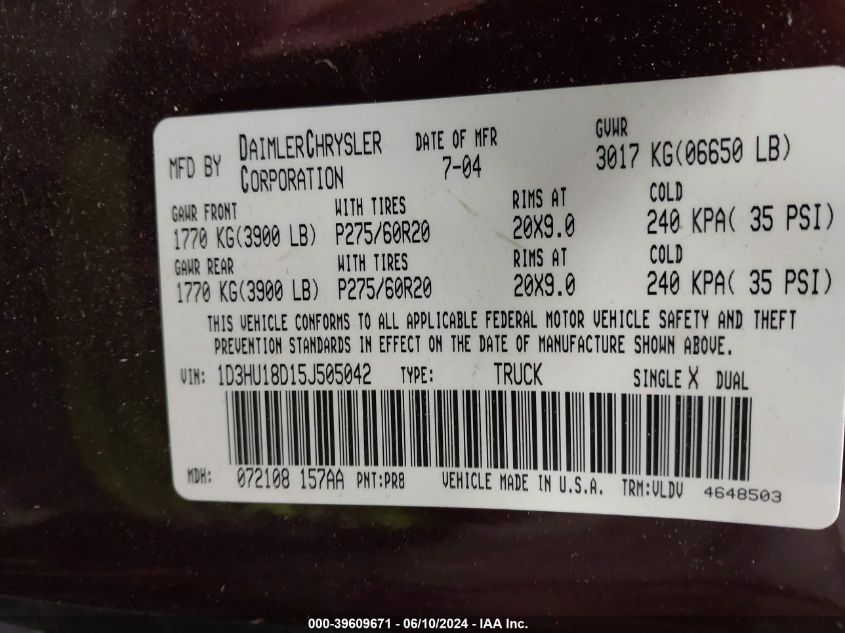 MFD BY DAIMLERCHRYSLER CORPORATION DATE OF MFR 7-04 GVWR 3017 KG(06650 LB)
GAWR FRONT WITH TIRES RIMS AT COLD
1770 KG(3900 LB) P275/60R20 20X9.0 240 KPA( 35 PSI)
GAWR REAR WITH TIRES RIMS AT COLD
1770 KG(3900 LB) P275/60R20 20X9.0 240 KPA( 35 PSI)
THIS VEHICLE CONFORMS TO ALL APPLICABLE FEDERAL MOTOR VEHICLE SAFETY AND THEFT
PREVENTION STANDARDS IN EFFECT ON THE DATE OF MANUFACTURE SHOWN ABOVE.
VIN: 1D3HU18D15J505042 TYPE: TRUCK SINGLE X DUAL
MDH: 072108 157AA PNT:PR8 VEHICLE MADE IN U.S.A. TRM:VLDV 4648503
000-39609671 - 06/10/2024 - IAA Inc.